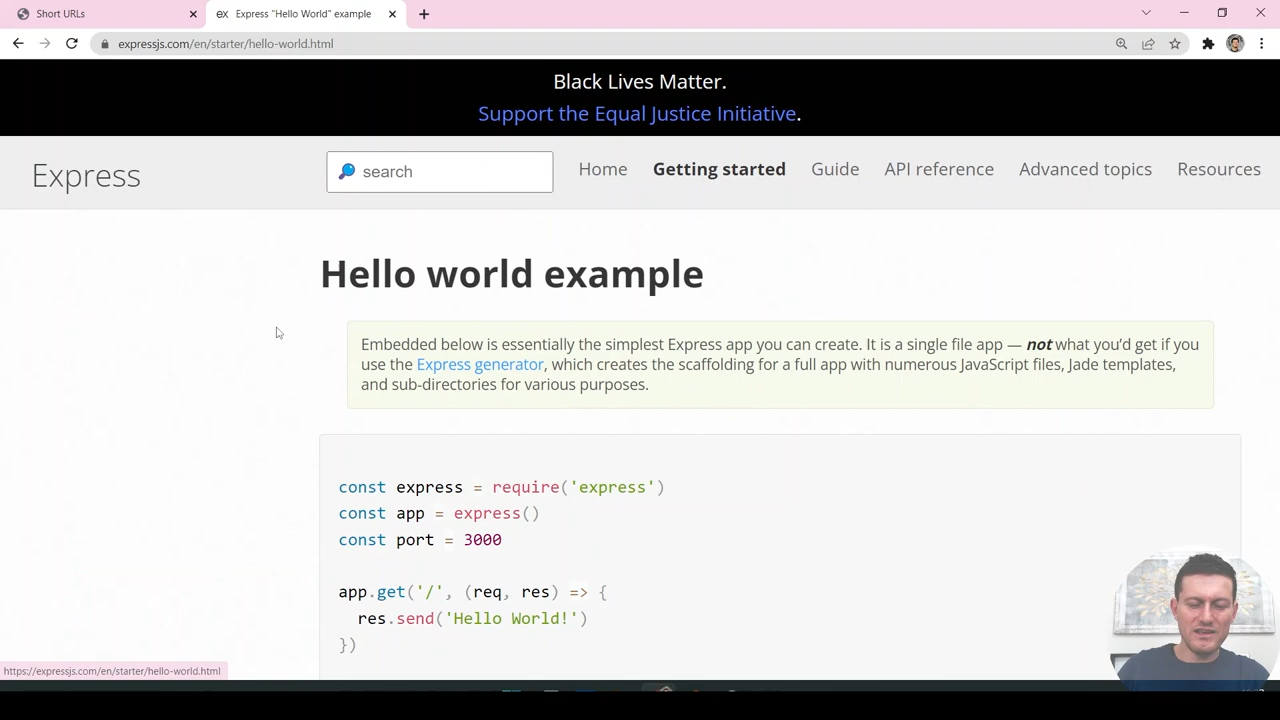 Short URLs
ex Express "Hello World" example
expressjs.com/en/starter/hello-world.html
Black Lives Matter.
Support the Equal Justice Initiative.
Express
search
Home
Getting started
Guide
API reference
Advanced topics
Resources
Hello world example
Embedded below is essentially the simplest Express app you can create. It is a single file app — not what you'd get if you
use the Express generator, which creates the scaffolding for a full app with numerous JavaScript files, Jade templates,
and sub-directories for various purposes.
const express = require('express')
const app = express()
const port = 3000
app.get('/', (req, res) => {
res.send('Hello World!')
})
https://expressjs.com/en/starter/hello-world.html